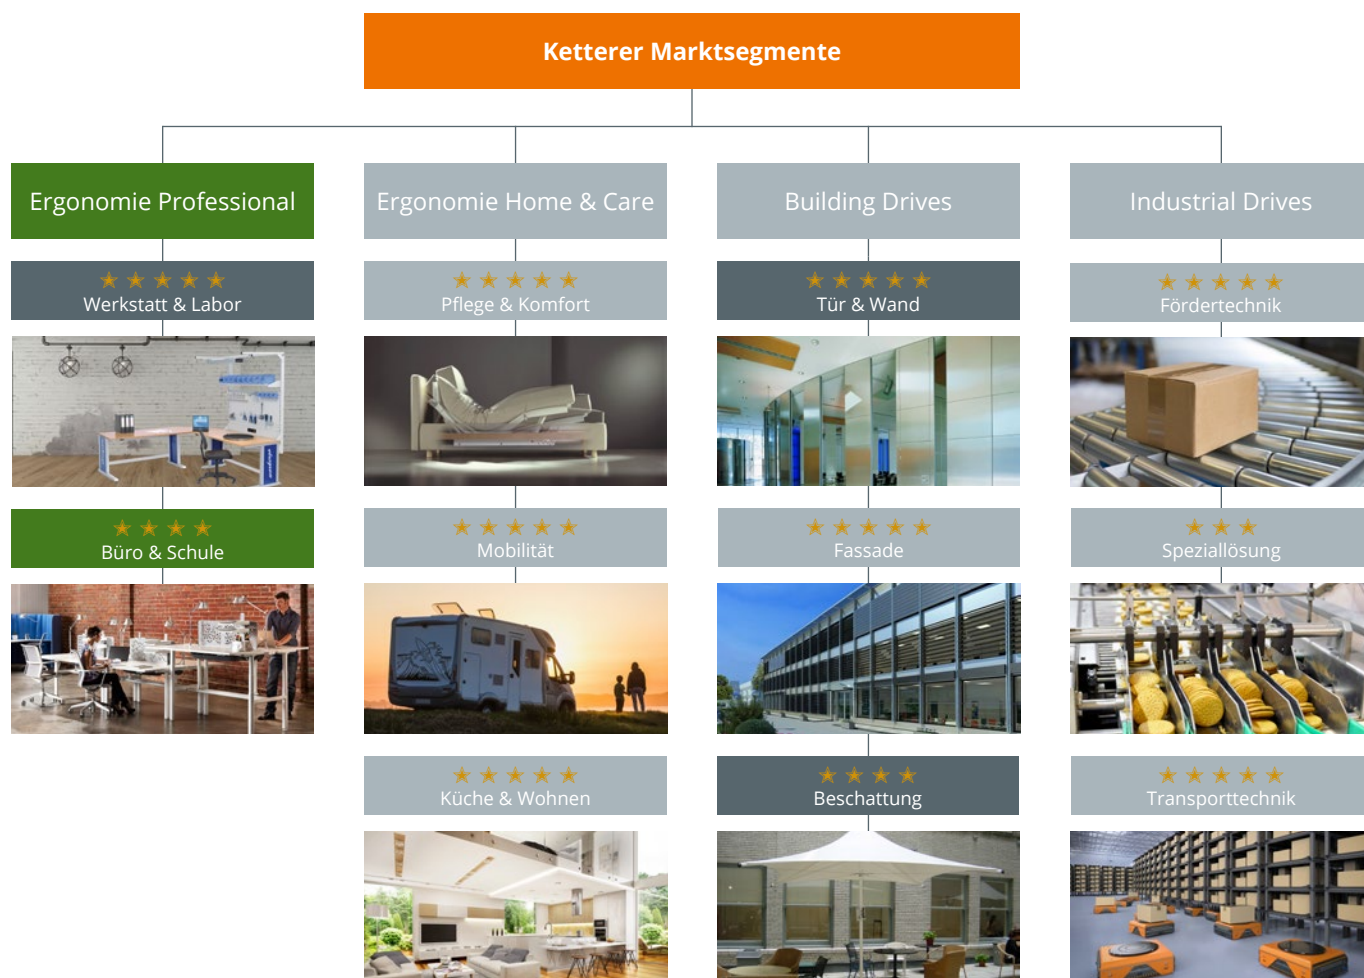 Ketterer Marktsegmente
Ergonomie Professional
Ergonomie Home & Care
Building Drives
Industrial Drives
Werkstatt & Labor
Pflege & Komfort
Tür & Wand
Fördertechnik
Büro & Schule
Mobilität
Fassade
Speziallösung
Küche & Wohnen
Beschattung
Transporttechnik